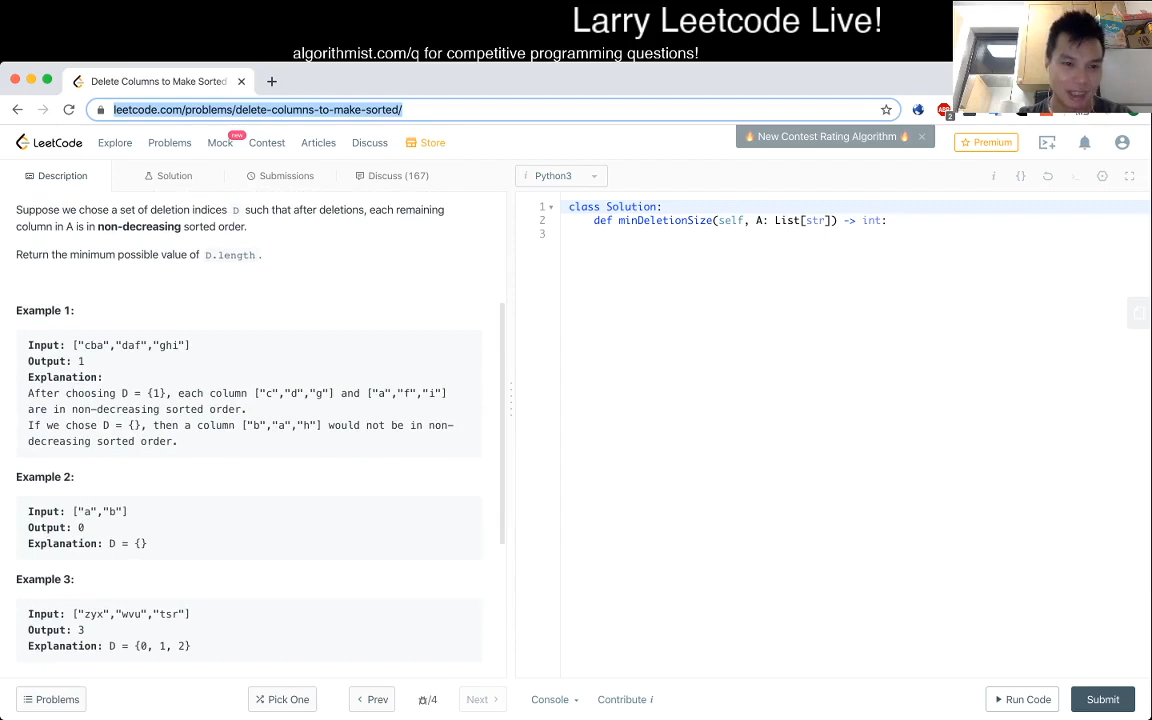 Larry Leetcode Live!
algorithmist.com/q for competitive programming questions!
Delete Columns to Make Sorted
leetcode.com/problems/delete-columns-to-make-sorted/
2
LeetCode Explore Problems Mock new Contest Articles Discuss Store 🔥 New Contest Rating Algorithm 🔥 × Premium
Description Solution Submissions Discuss (167) i Python3
Suppose we chose a set of deletion indices D such that after deletions, each remaining
column in A is in non-decreasing sorted order.
Return the minimum possible value of D.length.
Example 1:
Input: ["cba","daf","ghi"]
Output: 1
Explanation:
After choosing D = {1}, each column ["c","d","g"] and ["a","f","i"]
are in non-decreasing sorted order.
If we chose D = {}, then a column ["b","a","h"] would not be in non-
decreasing sorted order.
Example 2:
Input: ["a","b"]
Output: 0
Explanation: D = {}
Example 3:
Input: ["zyx","wvu","tsr"]
Output: 3
Explanation: D = {0, 1, 2}
1 class Solution:
2 def minDeletionSize(self, A: List[str]) -> int:
3
Problems Pick One < Prev /4 Next > Console Contribute i Run Code Submit